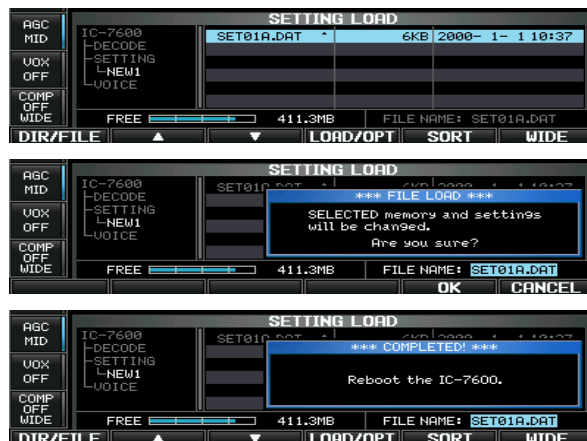 SETTING LOAD
AGC
MID
VOX
OFF
COMP
OFF
WIDE
IC-7600
DECODE
SETTING
NEW1
VOICE
SET01A.DAT 6KB 2000- 1- 1 10:37
FREE 411.3MB FILE NAME: SET01A.DAT
DIR/FILE ▲ ▼ LOAD/OPT SORT WIDE
SETTING LOAD
AGC
MID
VOX
OFF
COMP
OFF
WIDE
IC-7600
DECODE
SETTING
NEW1
VOICE
*** FILE LOAD ***
SELECTED memory and settings
will be changed.
Are you sure?
FREE 411.3MB FILE NAME: SET01A.DAT
OK CANCEL
SETTING LOAD
AGC
MID
VOX
OFF
COMP
OFF
WIDE
IC-7600
DECODE
SETTING
NEW1
VOICE
*** COMPLETED! ***
Reboot the IC-7600.
FREE 411.3MB FILE NAME: SET01A.DAT
DIR/FILE ▲ ▼ LOAD/OPT SORT WIDE